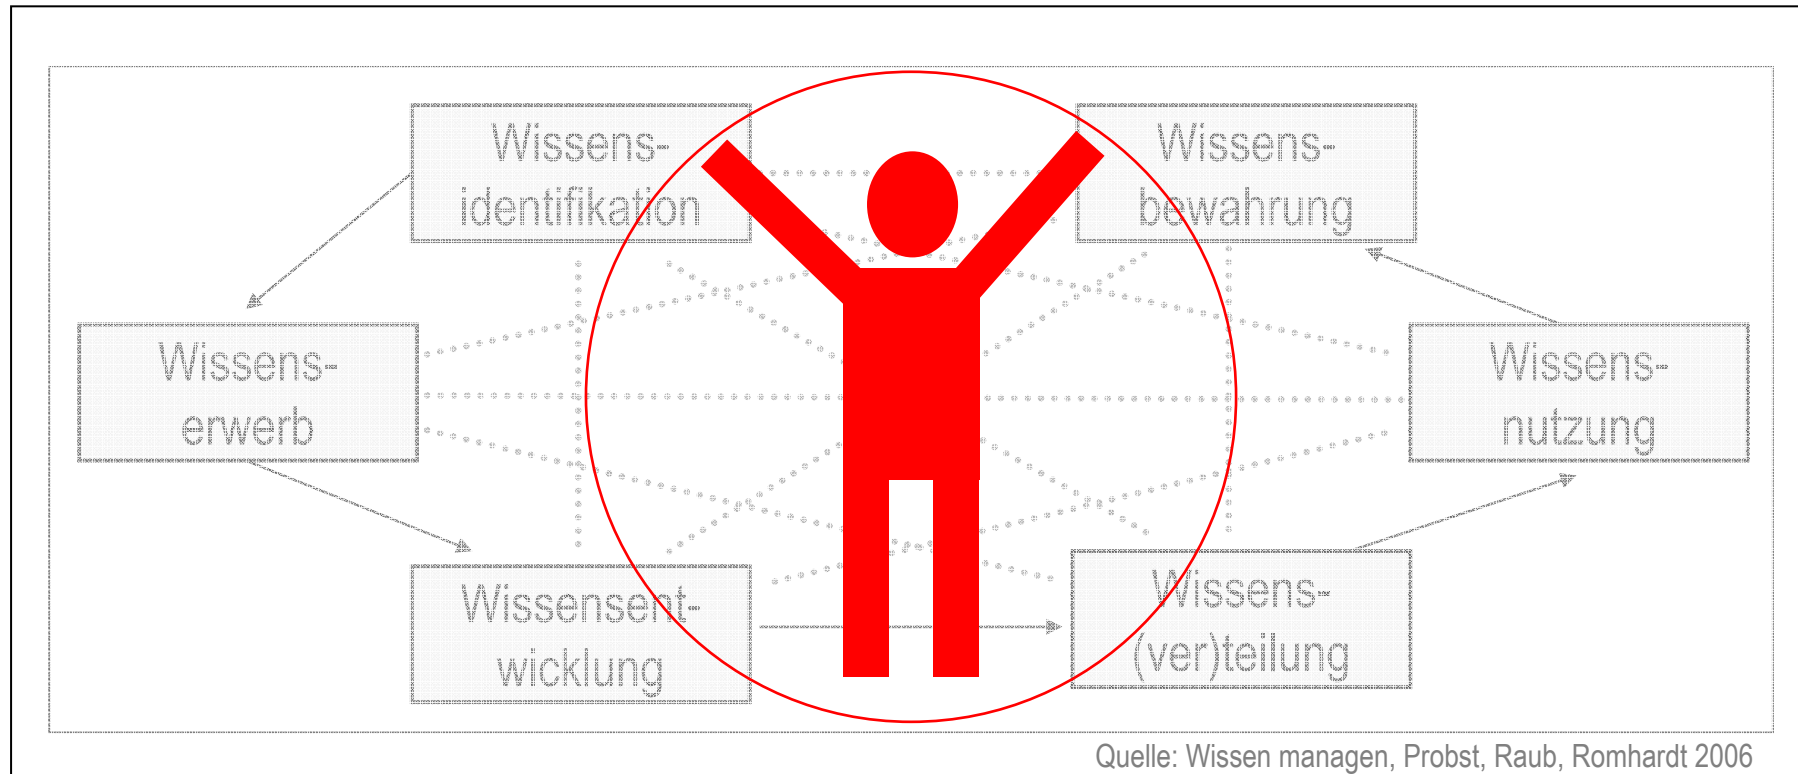 Wissens-
identifikation
Wissens-
bewahrung
Wissens-
erwerb
Wissens-
nutzung
Wissensent-
wicklung
Wissens-
(ver)teilung
Quelle: Wissen managen, Probst, Raub, Romhardt 2006